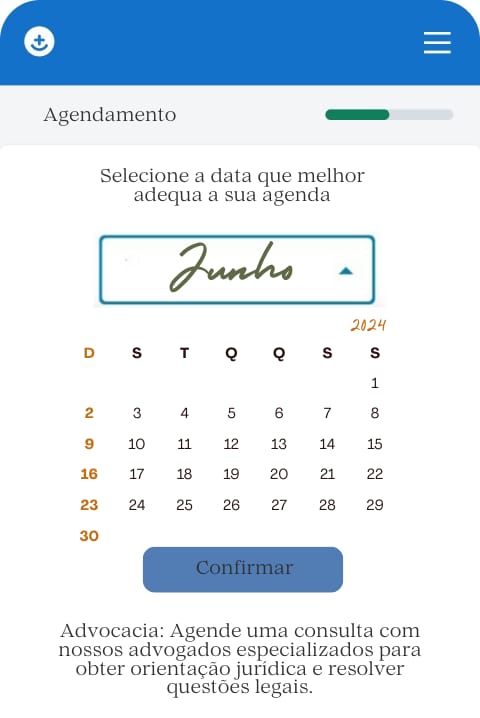 Agendamento
Selecione a data que melhor
adequa a sua agenda
Junho
2024
D S T Q Q S S
1
2 3 4 5 6 7 8
9 10 11 12 13 14 15
16 17 18 19 20 21 22
23 24 25 26 27 28 29
30
Confirmar
Advocacia: Agende uma consulta com
nossos advogados especializados para
obter orientação jurídica e resolver
questões legais.